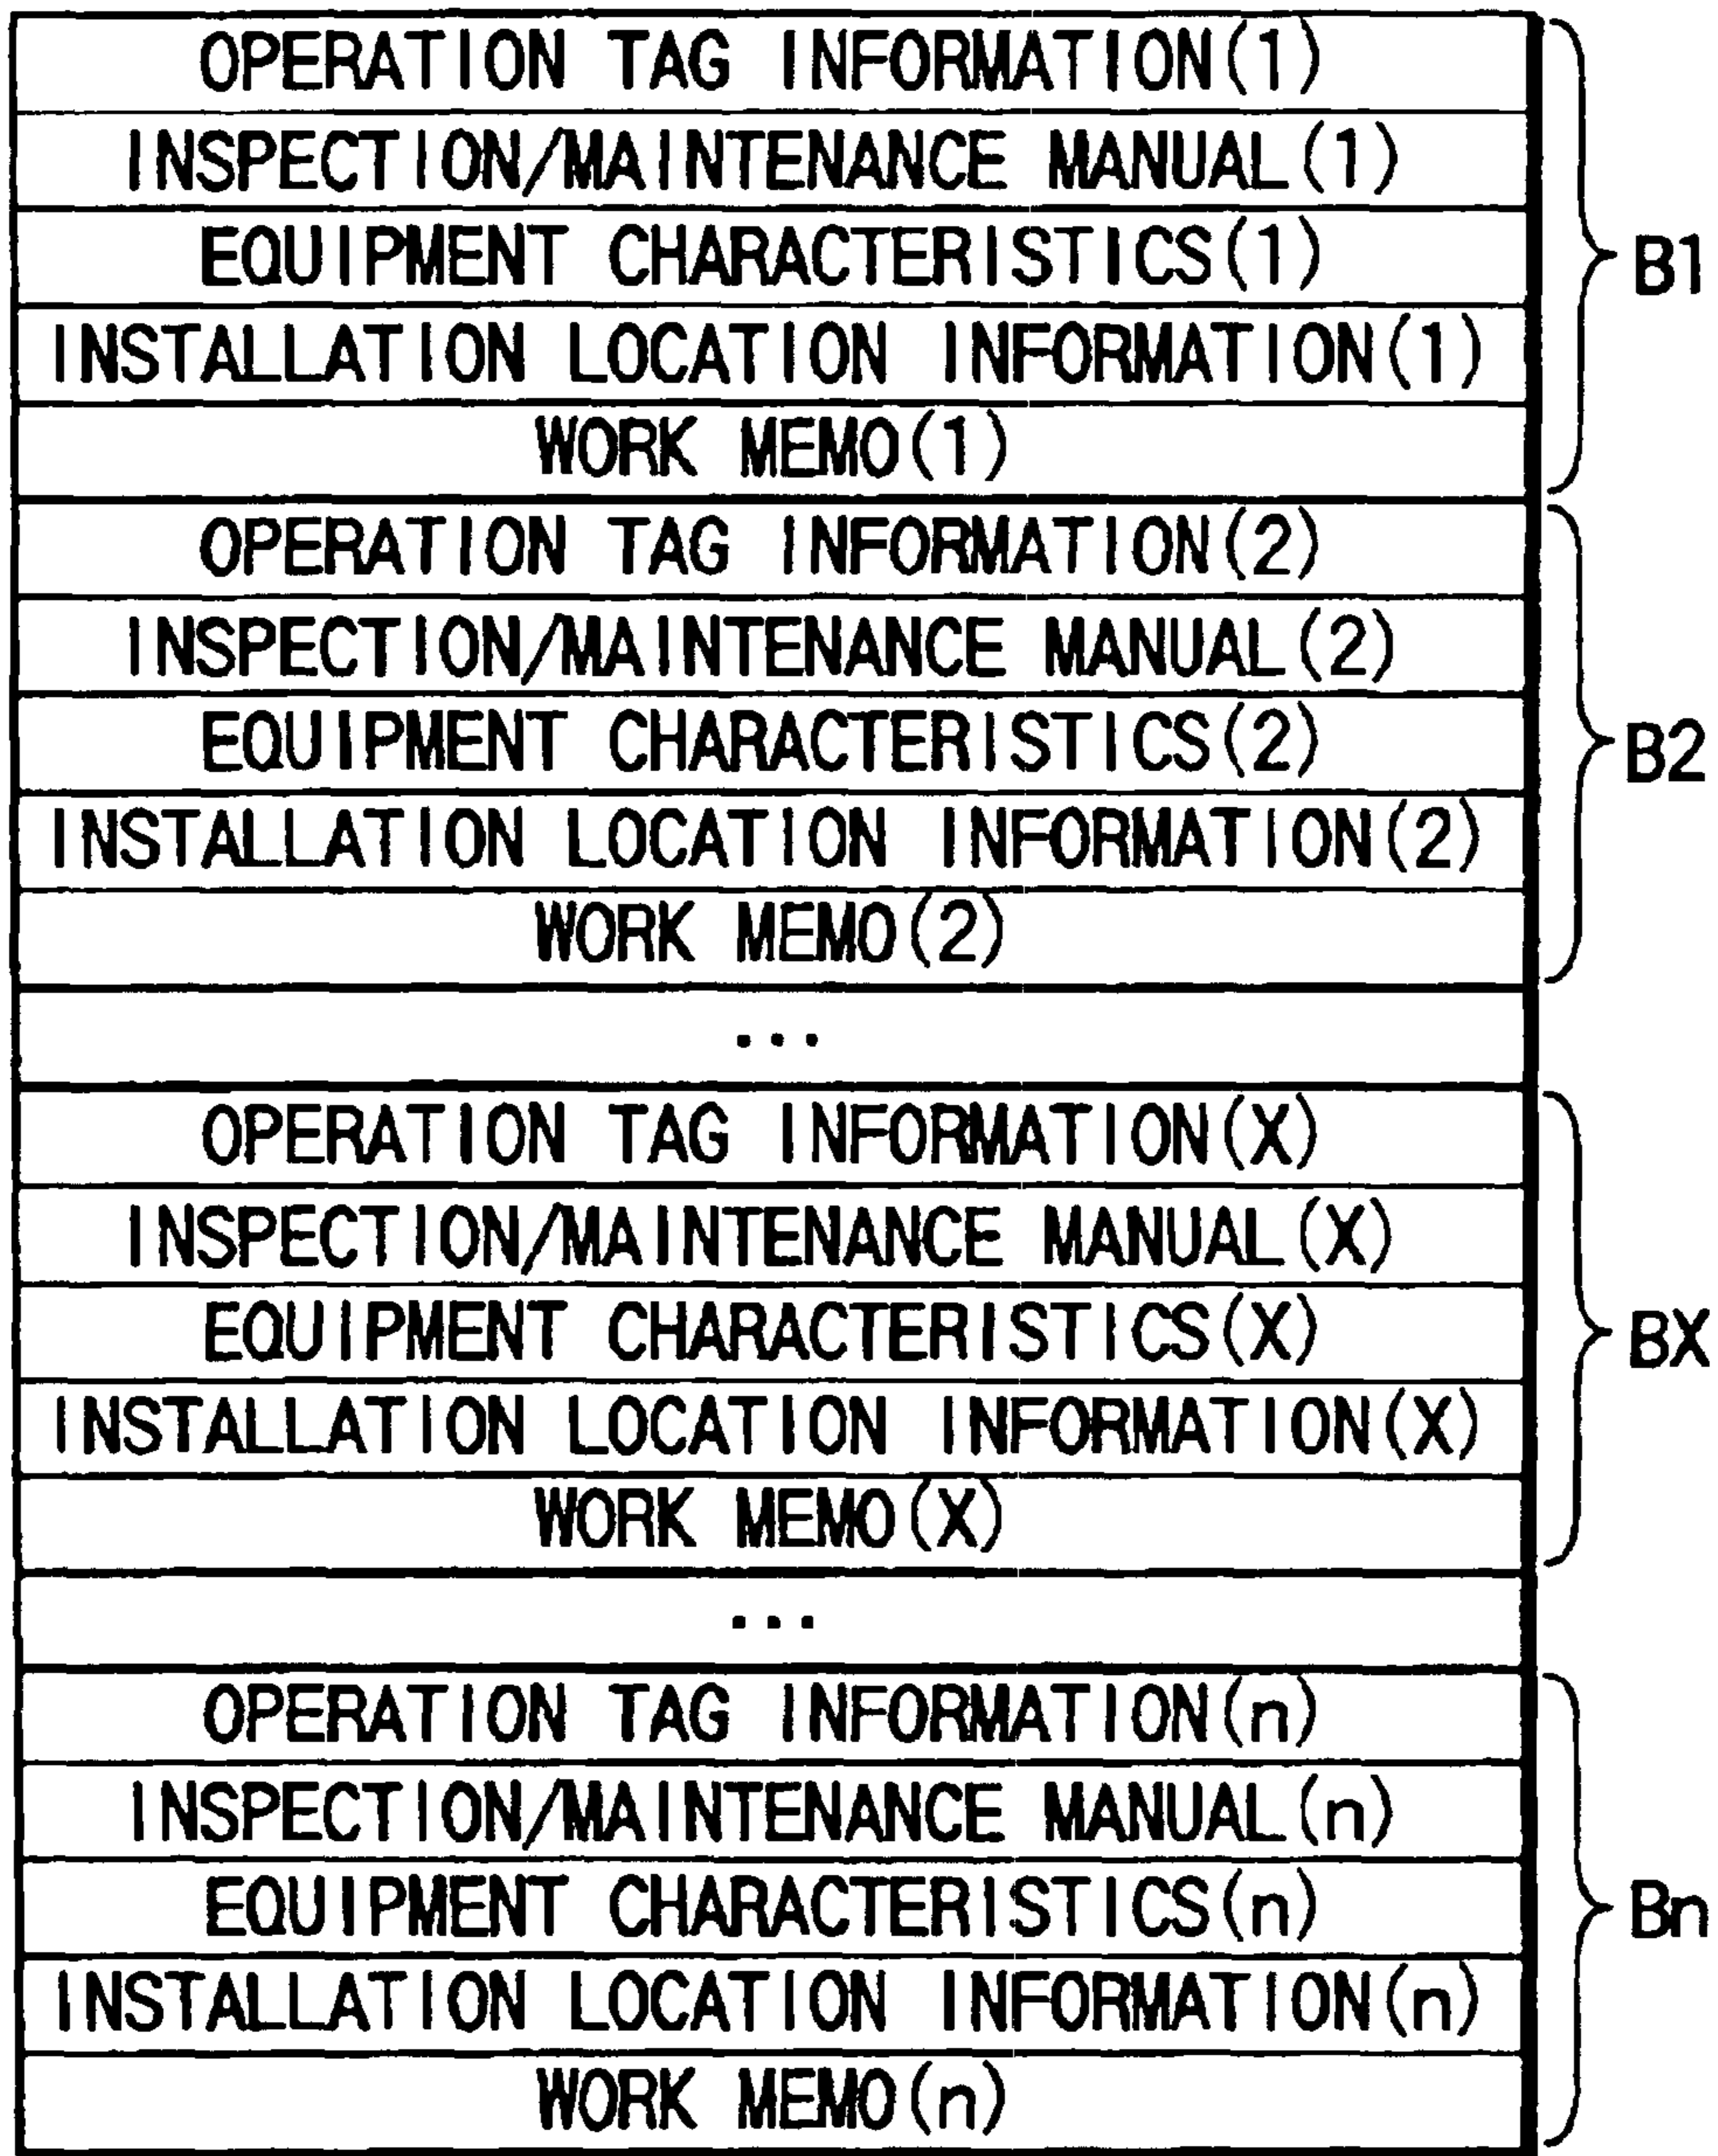 OPERATION TAG INFORMATION(1)
INSPECTION/MAINTENANCE MANUAL(1)
EQUIPMENT CHARACTERISTICS(1)
B1
INSTALLATION LOCATION INFORMATION(1)
WORK MEMO(1)
OPERATION TAG INFORMATION(2)
INSPECTION/MAINTENANCE MANUAL(2)
EQUIPMENT CHARACTERISTICS(2)
B2
INSTALLATION LOCATION INFORMATION(2)
WORK MEMO(2)
...
OPERATION TAG INFORMATION(X)
INSPECTION/MAINTENANCE MANUAL(X)
EQUIPMENT CHARACTERISTICS(X)
BX
INSTALLATION LOCATION INFORMATION(X)
WORK MEMO(X)
...
OPERATION TAG INFORMATION(n)
INSPECTION/MAINTENANCE MANUAL(n)
EQUIPMENT CHARACTERISTICS(n)
Bn
INSTALLATION LOCATION INFORMATION(n)
WORK MEMO(n)